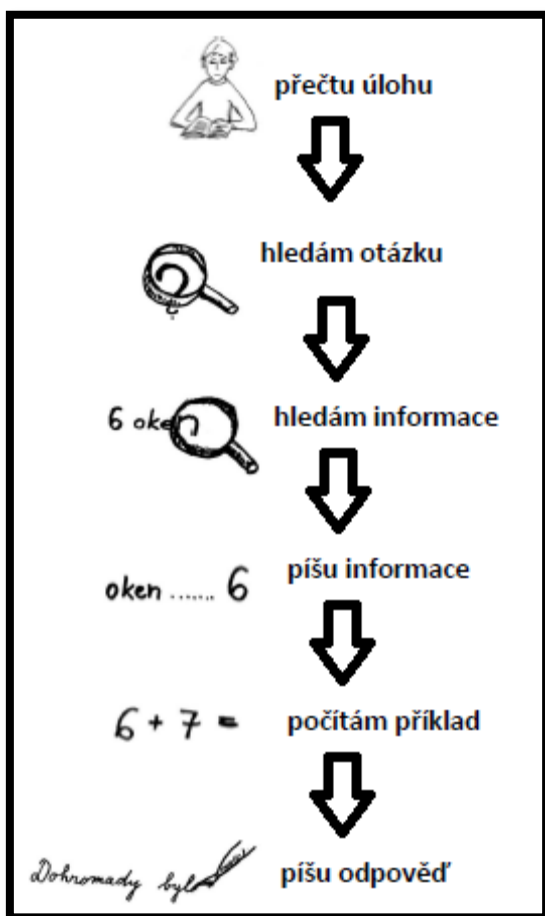 přečtu úlohu
hledám otázku
6 oken hledám informace
oken ....... 6 píšu informace
6 + 7 = počítám příklad
Dohromady bylo píšu odpověď